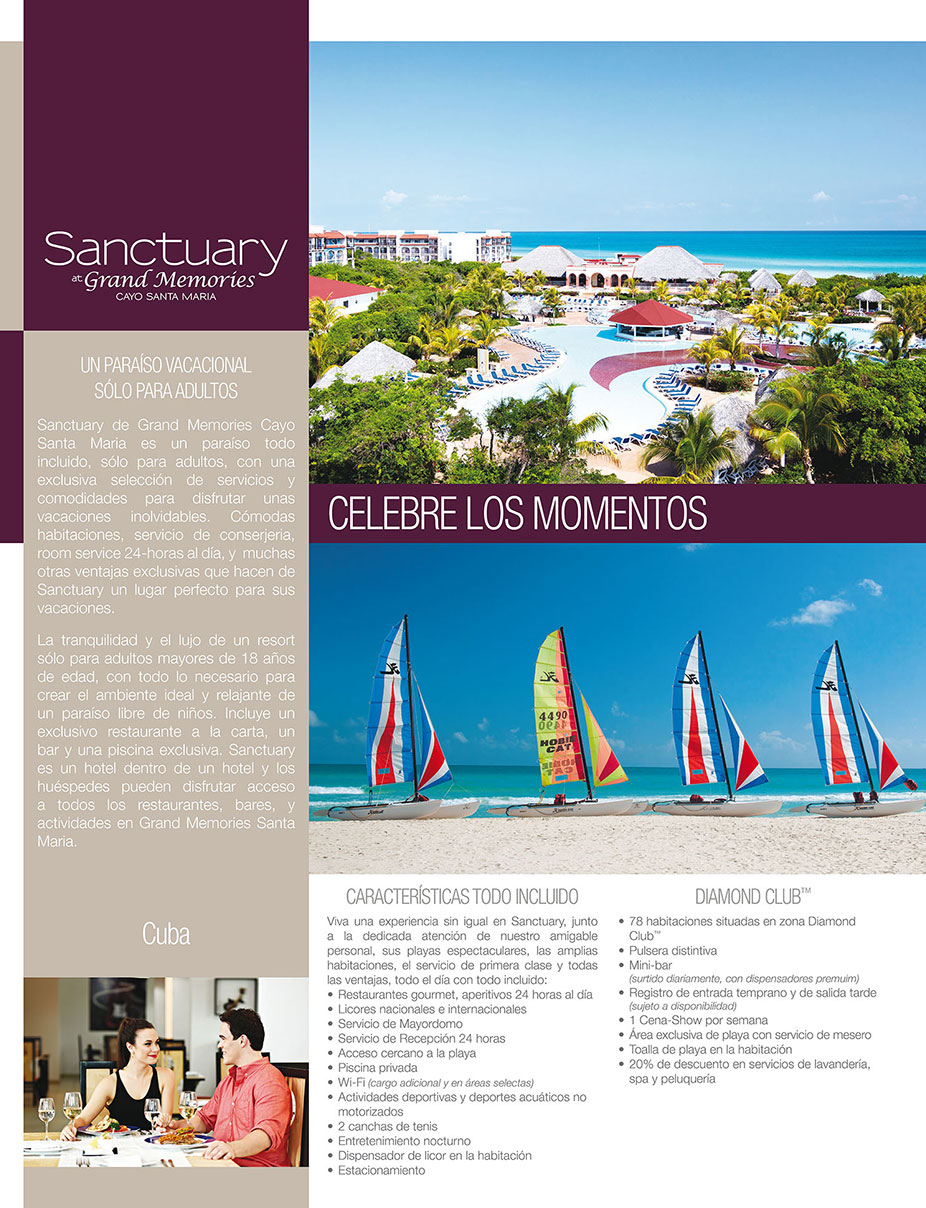 Sanctuary
at Grand Memories
CAYO SANTA MARIA
UN PARAÍSO VACACIONAL
SÓLO PARA ADULTOS
Sanctuary de Grand Memories Cayo
Santa Maria es un paraíso todo
incluido, sólo para adultos, con una
exclusiva selección de servicios y
comodidades para disfrutar unas
vacaciones inolvidables. Cómodas
habitaciones, servicio de conserjeria,
room service 24-horas al día, y muchas
otras ventajas exclusivas que hacen de
Sanctuary un lugar perfecto para sus
vacaciones.
La tranquilidad y el lujo de un resort
sólo para adultos mayores de 18 años
de edad, con todo lo necesario para
crear el ambiente ideal y relajante de
un paraíso libre de niños. Incluye un
exclusivo restaurante a la carta, un
bar y una piscina exclusiva. Sanctuary
es un hotel dentro de un hotel y los
huéspedes pueden disfrutar acceso
a todos los restaurantes, bares, y
actividades en Grand Memories Santa
Maria.
Cuba
CELEBRE LOS MOMENTOS
4490
4490
HOBIE
CAT
HOBIE
CAT
CARACTERÍSTICAS TODO INCLUIDO
Viva una experiencia sin igual en Sanctuary, junto
a la dedicada atención de nuestro amigable
personal, sus playas espectaculares, las amplias
habitaciones, el servicio de primera clase y todas
las ventajas, todo el día con todo incluido:
• Restaurantes gourmet, aperitivos 24 horas al día
• Licores nacionales e internacionales
• Servicio de Mayordomo
• Servicio de Recepción 24 horas
• Acceso cercano a la playa
• Piscina privada
• Wi-Fi (cargo adicional y en áreas selectas)
• Actividades deportivas y deportes acuáticos no
motorizados
• 2 canchas de tenis
• Entretenimiento nocturno
• Dispensador de licor en la habitación
• Estacionamiento
DIAMOND CLUB™
• 78 habitaciones situadas en zona Diamond
Club™
• Pulsera distintiva
• Mini-bar
(surtido diariamente, con dispensadores premuim)
• Registro de entrada temprano y de salida tarde
(sujeto a disponibilidad)
• 1 Cena-Show por semana
• Área exclusiva de playa con servicio de mesero
• Toalla de playa en la habitación
• 20% de descuento en servicios de lavandería,
spa y peluquería